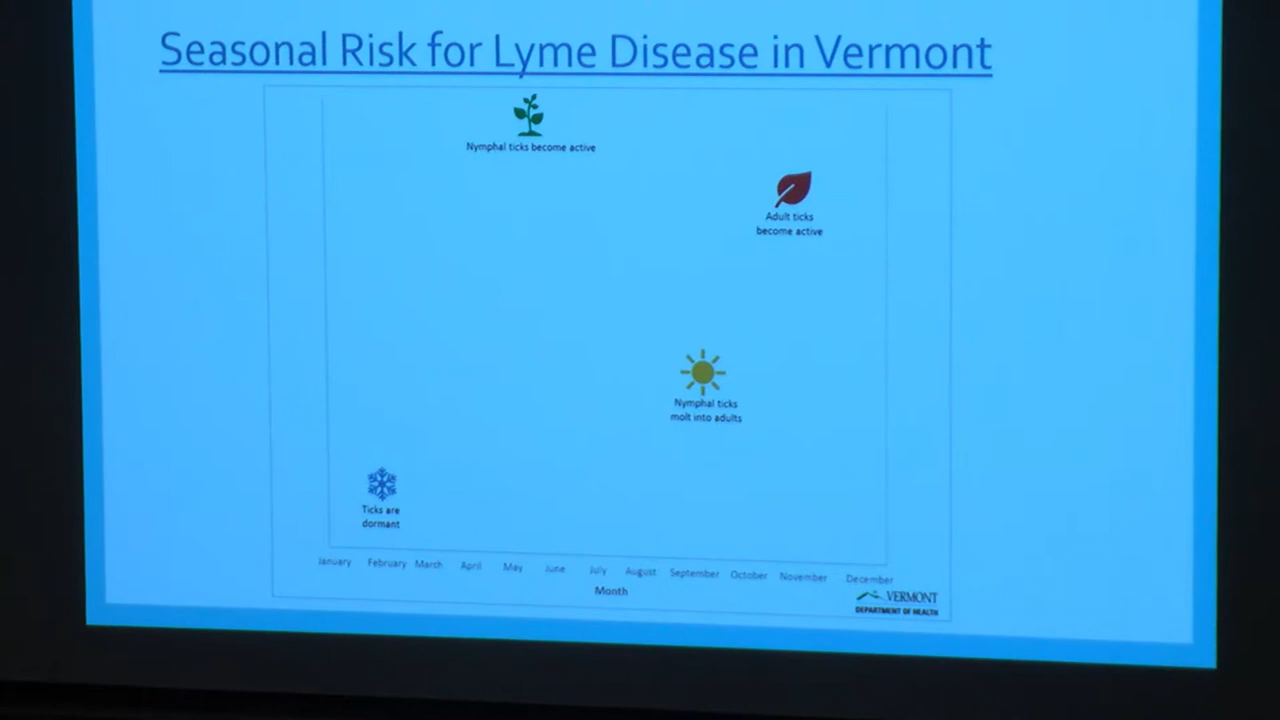 Seasonal Risk for Lyme Disease in Vermont
Nymphal ticks become active
Adult ticks
become active
Nymphal ticks
molt into adults
Ticks are
dormant
January February March April May June July August September October November December
Month
VERMONT
DEPARTMENT OF HEALTH